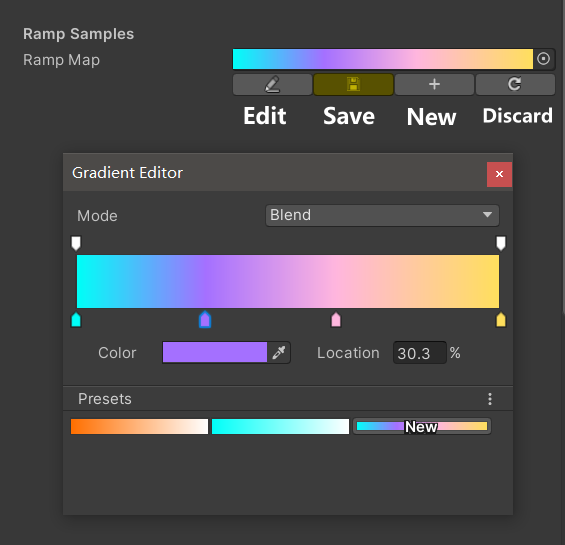 Ramp Samples
Ramp Map
Edit Save New Discard
Gradient Editor
Mode Blend
Color Location 30.3 %
Presets
New